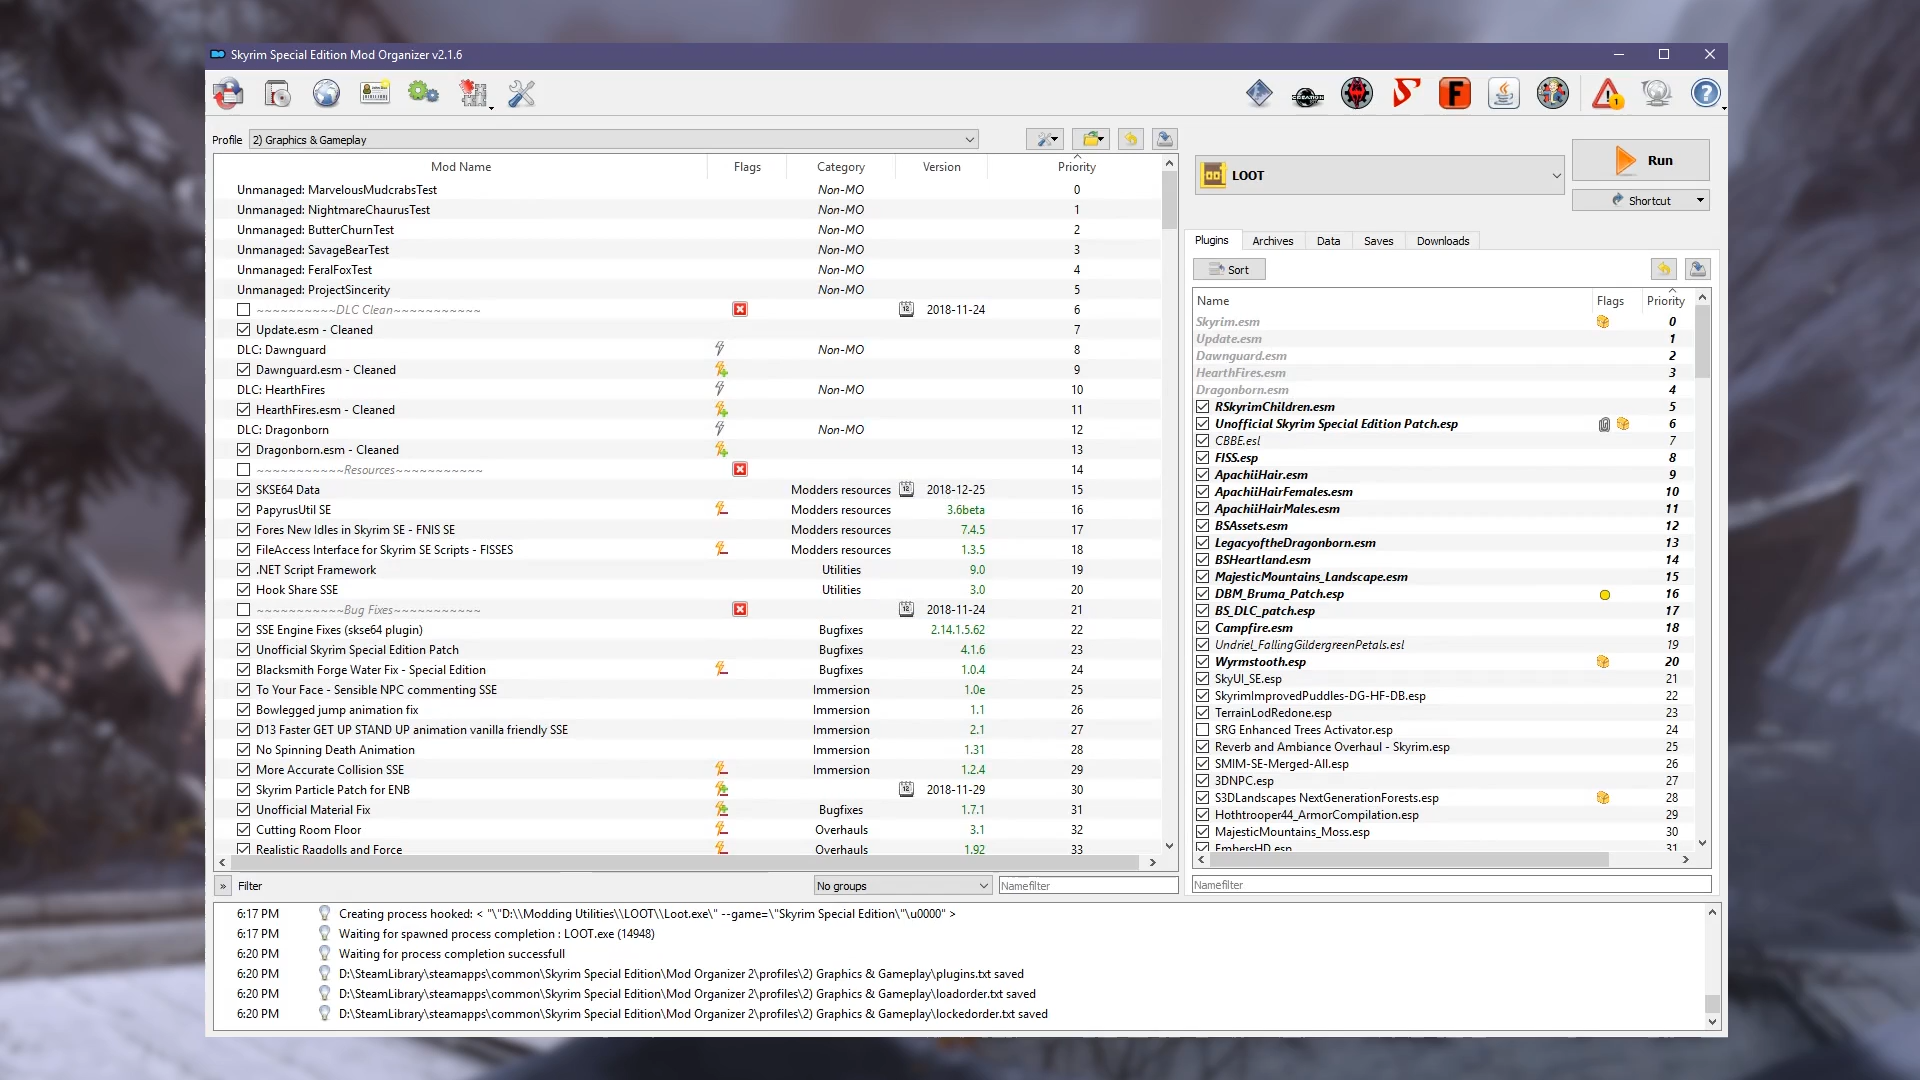 Skyrim Special Edition Mod Organizer v2.1.6
Profile 2) Graphics & Gameplay
Mod Name Flags Category Version Priority
Unmanaged: MarvelousMudcrabsTest Non-MO 0
Unmanaged: NightmareChaurusTest Non-MO 1
Unmanaged: ButterChurnTest Non-MO 2
Unmanaged: SavageBearTest Non-MO 3
Unmanaged: FeralFoxTest Non-MO 4
Unmanaged: ProjectSincerity Non-MO 5
~~~~~~~~~~DLC Clean~~~~~~~~~~~ 2018-11-24 6
Update.esm - Cleaned 7
DLC: Dawnguard Non-MO 8
Dawnguard.esm - Cleaned 9
DLC: HearthFires Non-MO 10
HearthFires.esm - Cleaned 11
DLC: Dragonborn Non-MO 12
Dragonborn.esm - Cleaned 13
~~~~~~~~~~~Resources~~~~~~~~~~~ 14
SKSE64 Data Modders resources 2018-12-25 15
PapyrusUtil SE Modders resources 3.6beta 16
Fores New Idles in Skyrim SE - FNIS SE Modders resources 7.4.5 17
FileAccess Interface for Skyrim SE Scripts - FISSES Modders resources 1.3.5 18
.NET Script Framework Utilities 9.0 19
Hook Share SSE Utilities 3.0 20
~~~~~~~~~~~Bug Fixes~~~~~~~~~~~ 2018-11-24 21
SSE Engine Fixes (skse64 plugin) Bugfixes 2.14.1.5.62 22
Unofficial Skyrim Special Edition Patch Bugfixes 4.1.6 23
Blacksmith Forge Water Fix - Special Edition Bugfixes 1.0.4 24
To Your Face - Sensible NPC commenting SSE Immersion 1.0e 25
Bowlegged jump animation fix Immersion 1.1 26
D13 Faster GET UP STAND UP animation vanilla friendly SSE Immersion 2.1 27
No Spinning Death Animation Immersion 1.31 28
More Accurate Collision SSE Immersion 1.2.4 29
Skyrim Particle Patch for ENB 2018-11-29 30
Unofficial Material Fix Bugfixes 1.7.1 31
Cutting Room Floor Overhauls 3.1 32
Realistic Ragdolls and Force Overhauls 1.92 33
» Filter No groups Namefilter
LOOT
Run
Shortcut
Plugins Archives Data Saves Downloads
Sort
Name Flags Priority
Skyrim.esm 0
Update.esm 1
Dawnguard.esm 2
HearthFires.esm 3
Dragonborn.esm 4
RSkyrimChildren.esm 5
Unofficial Skyrim Special Edition Patch.esp 6
CBBE.esl 7
FISS.esp 8
ApachiiHair.esm 9
ApachiiHairFemales.esm 10
ApachiiHairMales.esm 11
BSAssets.esm 12
LegacyoftheDragonborn.esm 13
BSHeartland.esm 14
MajesticMountains_Landscape.esm 15
DBM_Bruma_Patch.esp 16
BS_DLC_patch.esp 17
Campfire.esm 18
Undriel_FallingGildergreenPetals.esl 19
Wyrmstooth.esp 20
SkyUI_SE.esp 21
SkyrimImprovedPuddles-DG-HF-DB.esp 22
TerrainLodRedone.esp 23
SRG Enhanced Trees Activator.esp 24
Reverb and Ambiance Overhaul - Skyrim.esp 25
SMIM-SE-Merged-All.esp 26
3DNPC.esp 27
S3DLandscapes NextGenerationForests.esp 28
Hothtrooper44_ArmorCompilation.esp 29
MajesticMountains_Moss.esp 30
EmbersHD.esp 31
Namefilter
6:17 PM Creating process hooked: < "\"D:\\Modding Utilities\\LOOT\\Loot.exe\" --game=\"Skyrim Special Edition\"\u0000" >
6:17 PM Waiting for spawned process completion : LOOT.exe (14948)
6:20 PM Waiting for process completion successfull
6:20 PM D:\SteamLibrary\steamapps\common\Skyrim Special Edition\Mod Organizer 2\profiles\2) Graphics & Gameplay\plugins.txt saved
6:20 PM D:\SteamLibrary\steamapps\common\Skyrim Special Edition\Mod Organizer 2\profiles\2) Graphics & Gameplay\loadorder.txt saved
6:20 PM D:\SteamLibrary\steamapps\common\Skyrim Special Edition\Mod Organizer 2\profiles\2) Graphics & Gameplay\lockedorder.txt saved